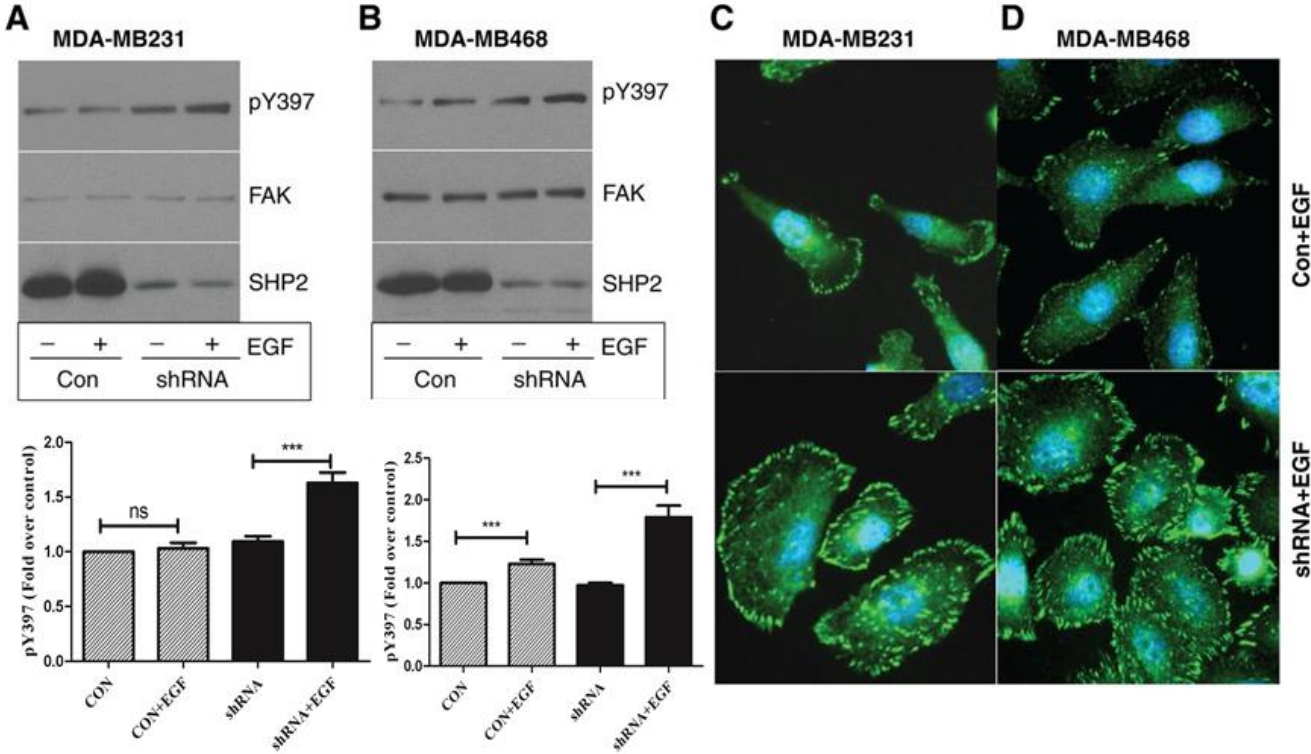 A
MDA-MB231
pY397
FAK
SHP2
− + − + EGF
Con shRNA
2.0
1.5
1.0
0.5
0.0
pY397 (Fold over control)
ns
***
CON
CON+EGF
shRNA
shRNA+EGF
B
MDA-MB468
pY397
FAK
SHP2
− + − + EGF
Con shRNA
2.5
2.0
1.5
1.0
0.5
0.0
pY397 (Fold over control)
***
***
CON
CON+EGF
shRNA
shRNA+EGF
C
MDA-MB231
D
MDA-MB468
Con+EGF
shRNA+EGF